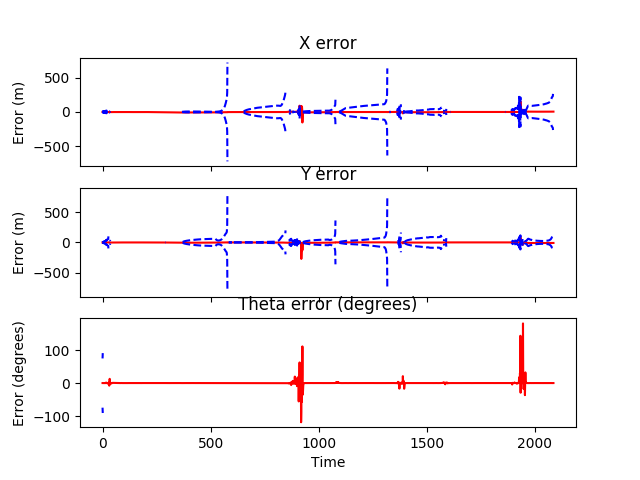 X error
Error (m)
500
0
−500
Y error
Error (m)
500
0
−500
Theta error (degrees)
Error (degrees)
100
0
−100
0 500 1000 1500 2000
Time